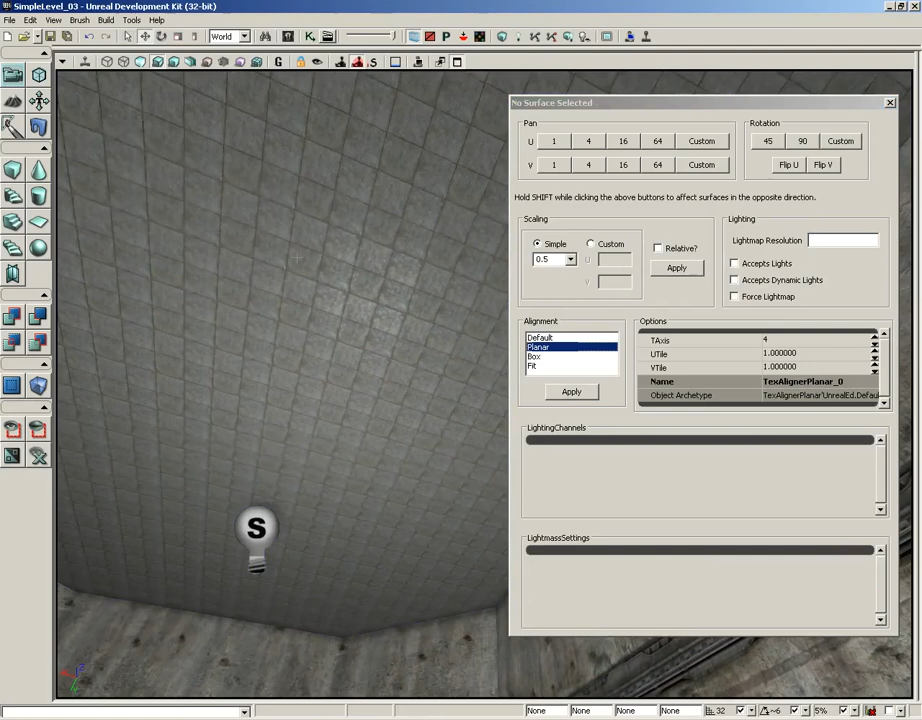 SimpleLevel_03 - Unreal Development Kit (32-bit)
File Edit View Brush Build Tools Help
World
No Surface Selected
Pan
Rotation
U 1 4 16 64 Custom
45 90 Custom
V 1 4 16 64 Custom
Flip U Flip V
Hold SHIFT while clicking the above buttons to affect surfaces in the opposite direction.
Scaling
Lighting
Simple Custom
Relative?
Lightmap Resolution
0.5 U
Apply
V
Accepts Lights
Accepts Dynamic Lights
Force Lightmap
Alignment
Options
Default
Planar
Box
Fit
Apply
TAxis 4
UTile 1.000000
VTile 1.000000
Name TexAlignerPlanar_0
Object Archetype TexAlignerPlanar'UnrealEd.Defau
LightingChannels
LightmassSettings
S
None None None None 32 ~6 5%